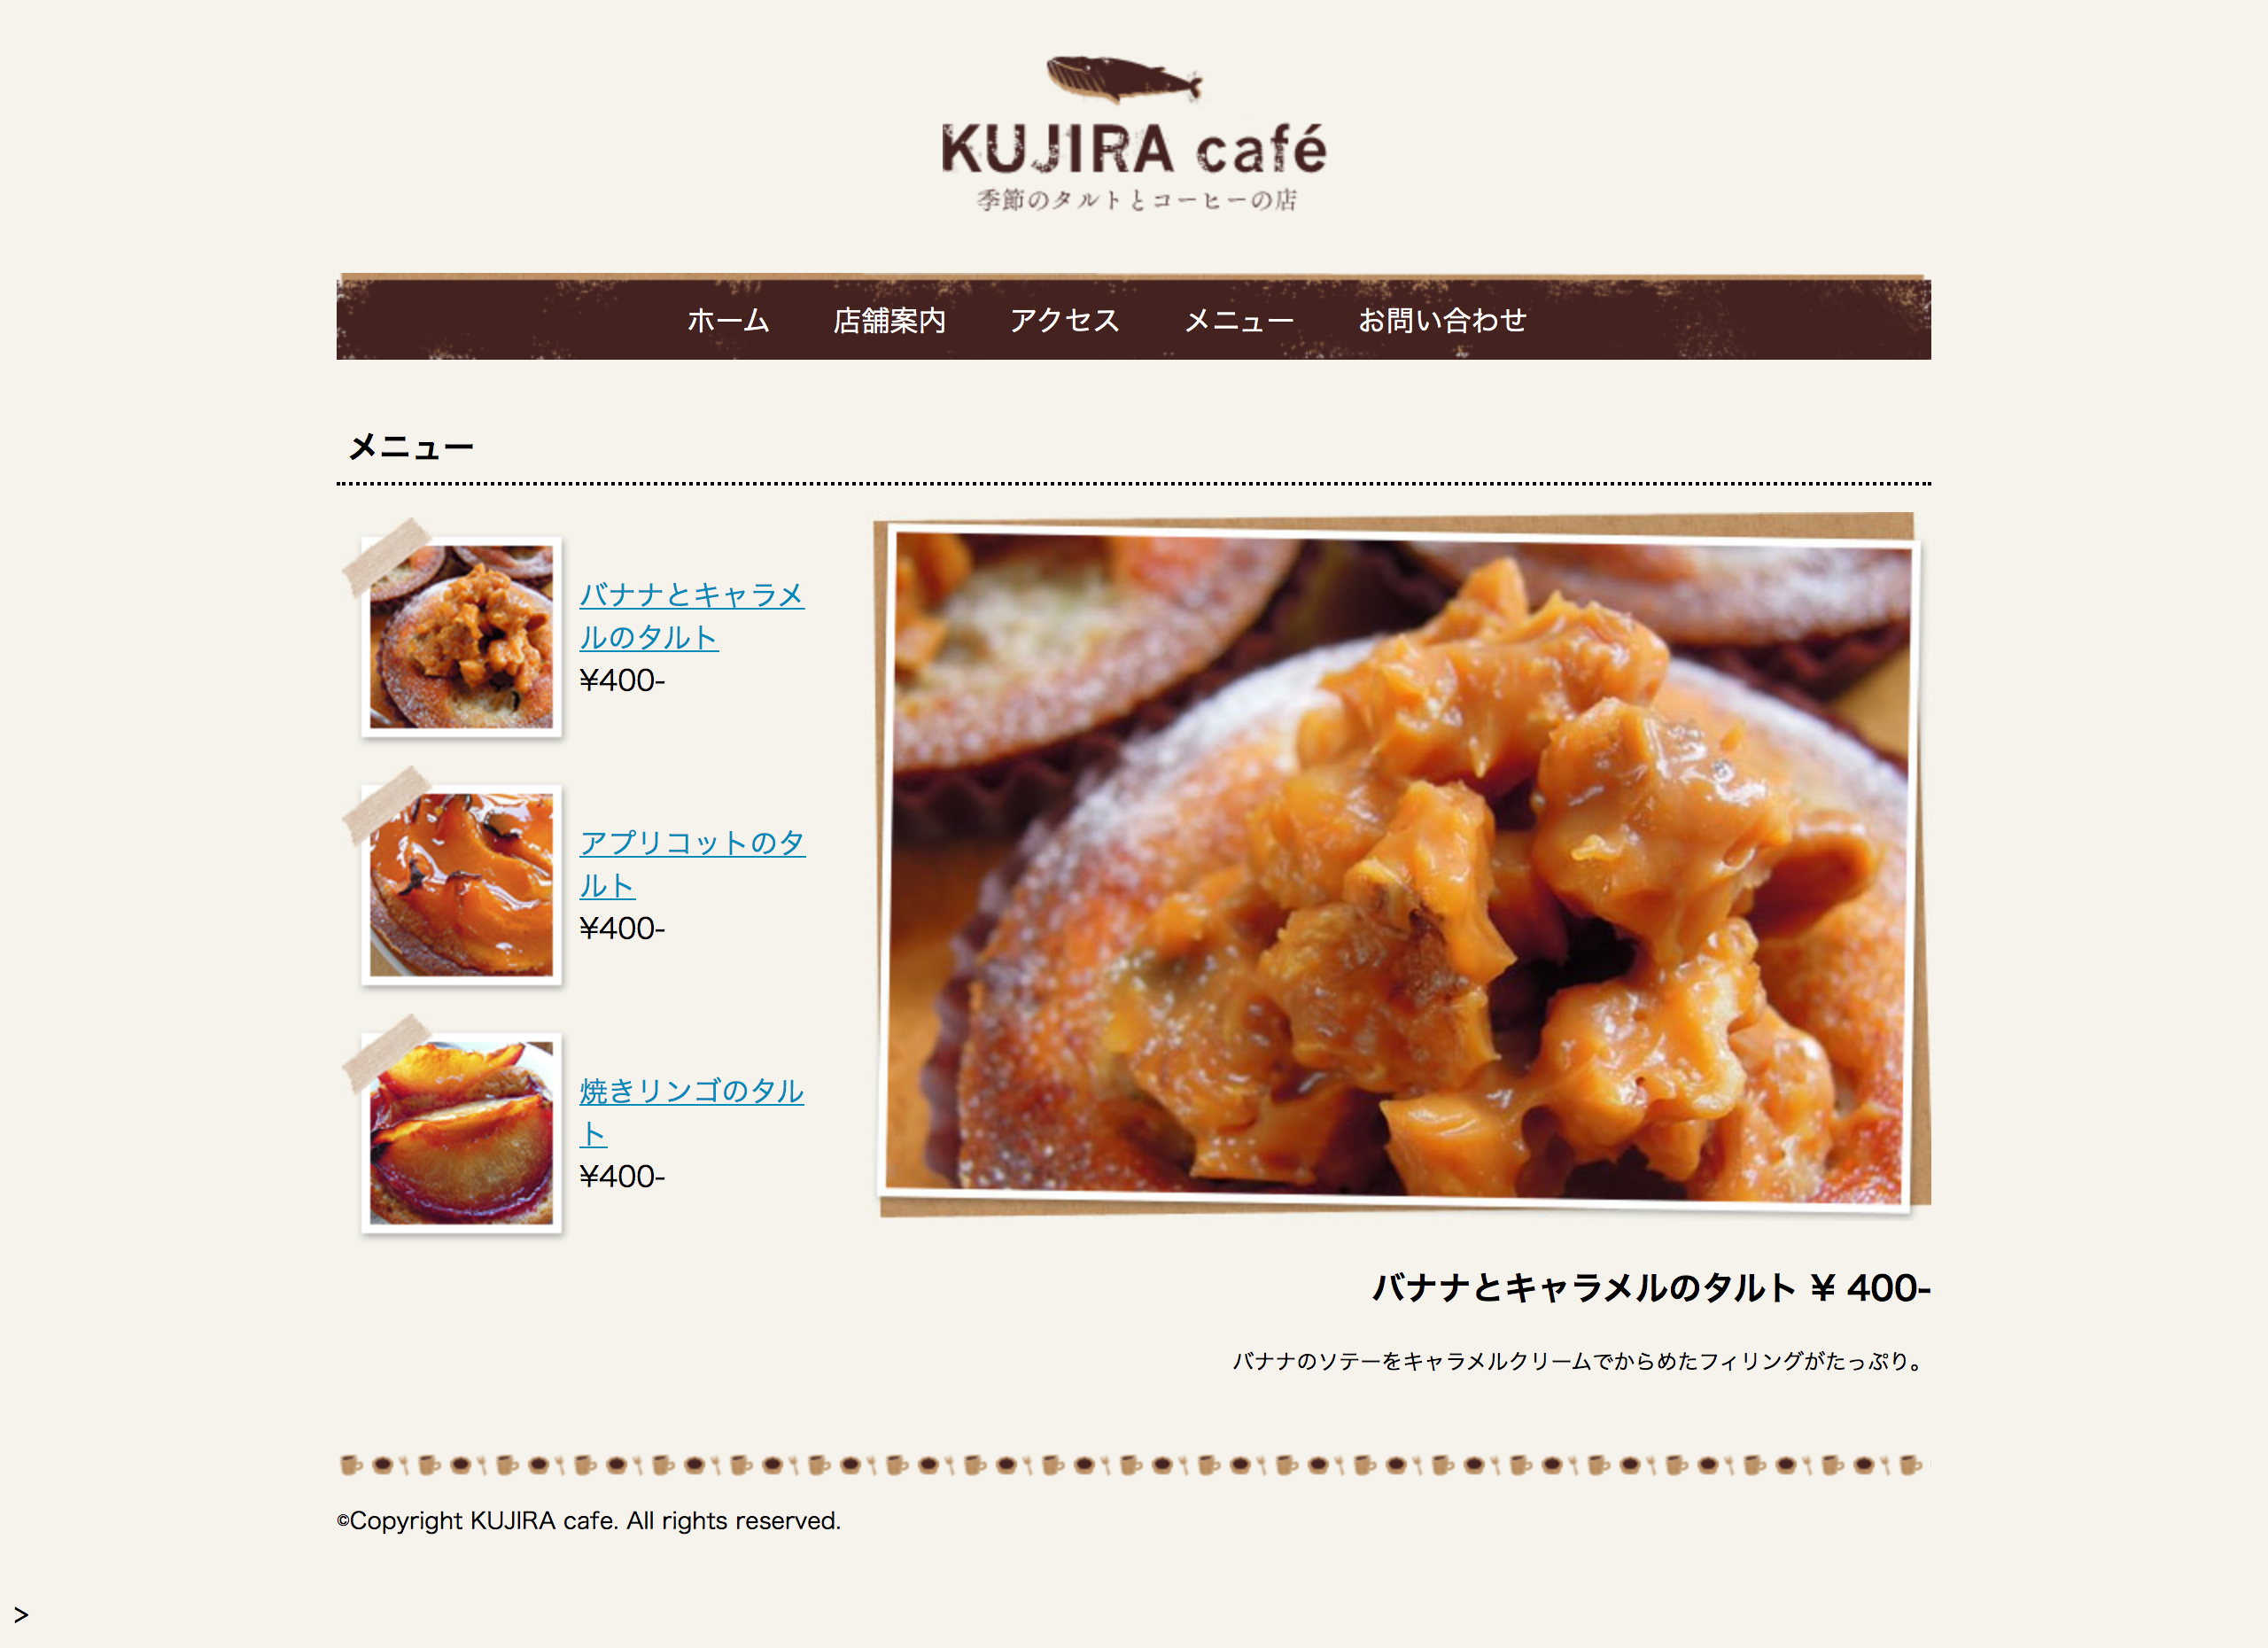 KUJIRA café
季節のタルトとコーヒーの店
ホーム 店舗案内 アクセス メニュー お問い合わせ
メニュー
バナナとキャラメ
ルのタルト
¥400-
アプリコットのタ
ルト
¥400-
焼きリンゴのタル
ト
¥400-
バナナとキャラメルのタルト ¥ 400-
バナナのソテーをキャラメルクリームでからめたフィリングがたっぷり。
©Copyright KUJIRA cafe. All rights reserved.
>